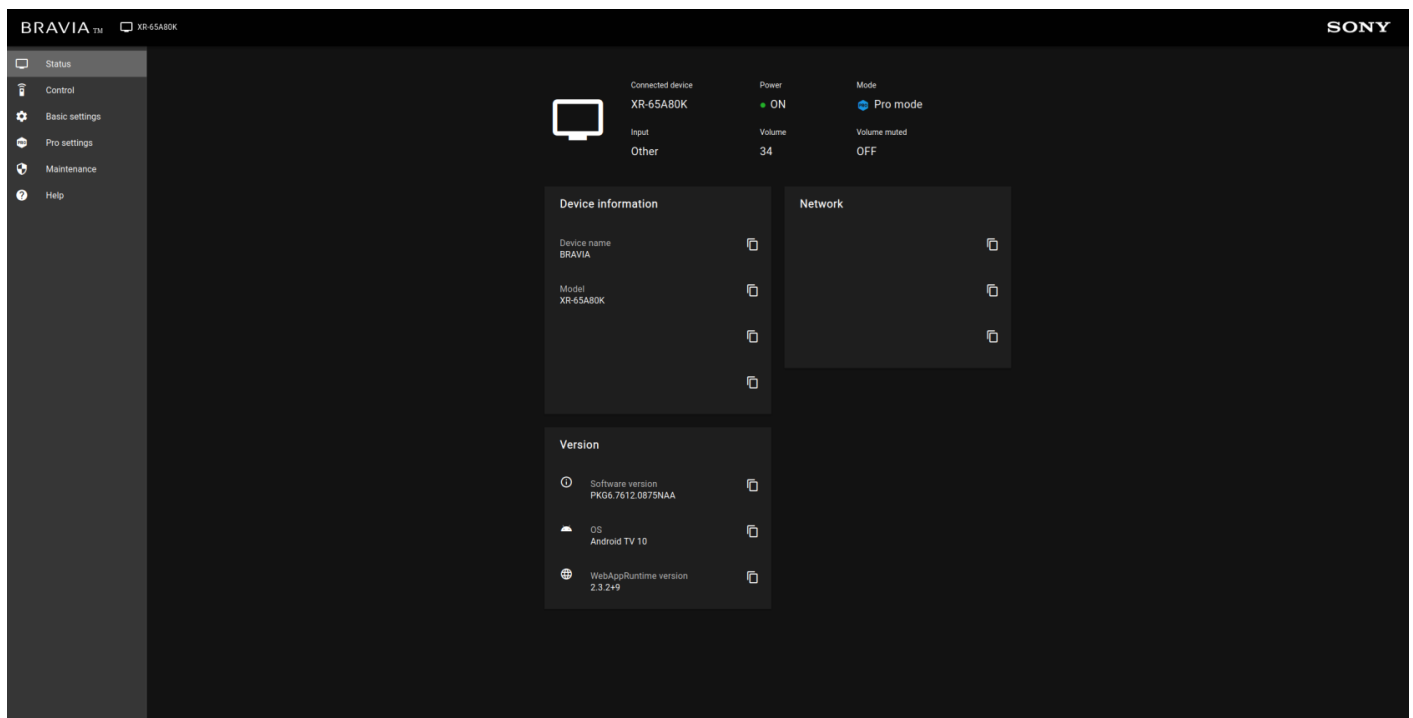 BRAVIA TM XR-65A80K
SONY
Status
Control
Basic settings
PRO Pro settings
Maintenance
? Help
Connected device
XR-65A80K
Power
ON
Mode
PRO Pro mode
Input
Other
Volume
34
Volume muted
OFF
Device information
Device name
BRAVIA
Model
XR-65A80K
Network
Version
Software version
PKG6.7612.0875NAA
OS
Android TV 10
WebAppRuntime version
2.3.2+9